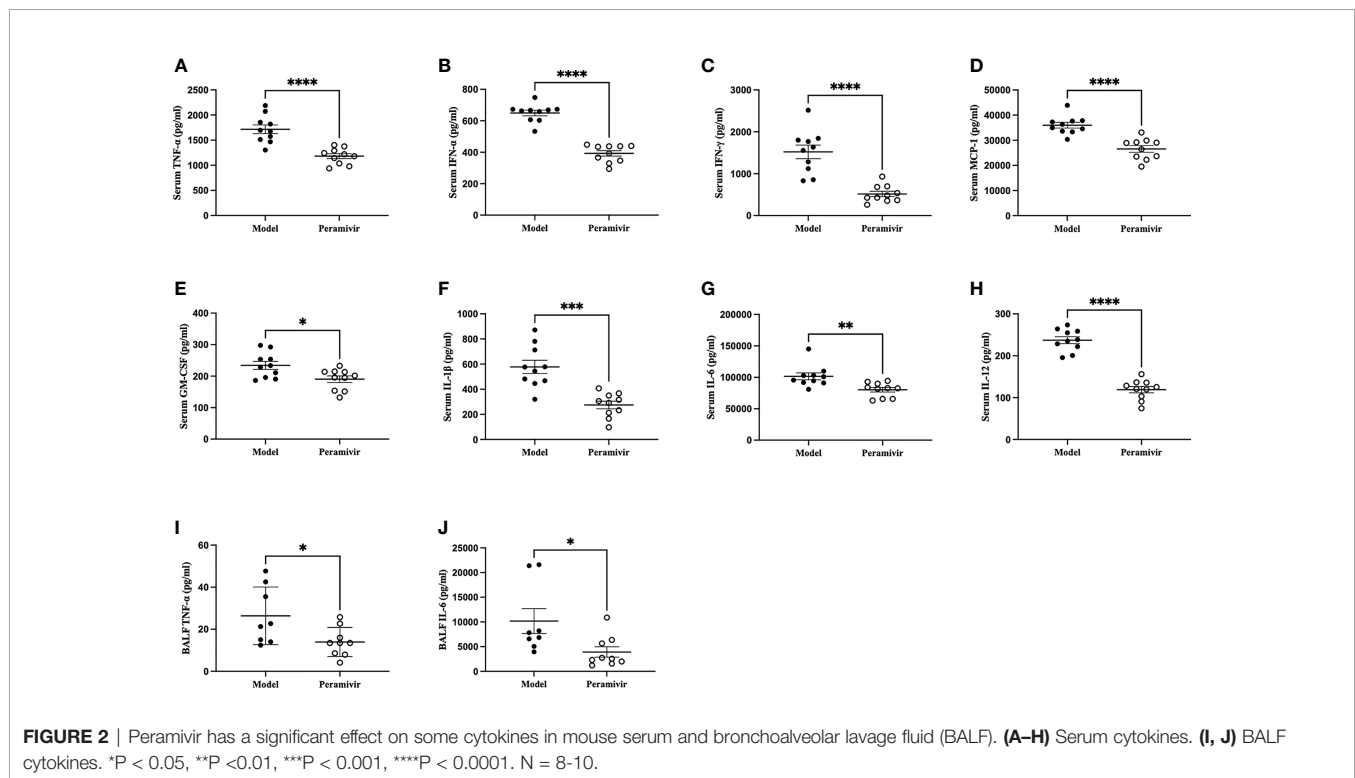 A
****
Serum TNF-α (pg/ml)
2500
2000
1500
1000
500
0
Model Peramivir
B
****
Serum IFN-α (pg/ml)
800
600
400
200
0
Model Peramivir
C
****
Serum IFN-γ (pg/ml)
3000
2000
1000
0
Model Peramivir
D
****
Serum MCP-1 (pg/ml)
50000
40000
30000
20000
10000
0
Model Peramivir
E
*
Serum GM-CSF (pg/ml)
400
300
200
100
0
Model Peramivir
F
***
Serum IL-1β (pg/ml)
1000
800
600
400
200
0
Model Peramivir
G
**
Serum IL-6 (pg/ml)
150000
100000
50000
0
Model Peramivir
H
****
Serum IL-12 (pg/ml)
300
200
100
0
Model Peramivir
I
*
BALF TNF-α (pg/ml)
60
40
20
0
Model Peramivir
J
*
BALF IL-6 (pg/ml)
25000
20000
15000
10000
5000
0
Model Peramivir
FIGURE 2 | Peramivir has a significant effect on some cytokines in mouse serum and bronchoalveolar lavage fluid (BALF). (A–H) Serum cytokines. (I, J) BALF
cytokines. *P < 0.05, **P <0.01, ***P < 0.001, ****P < 0.0001. N = 8-10.